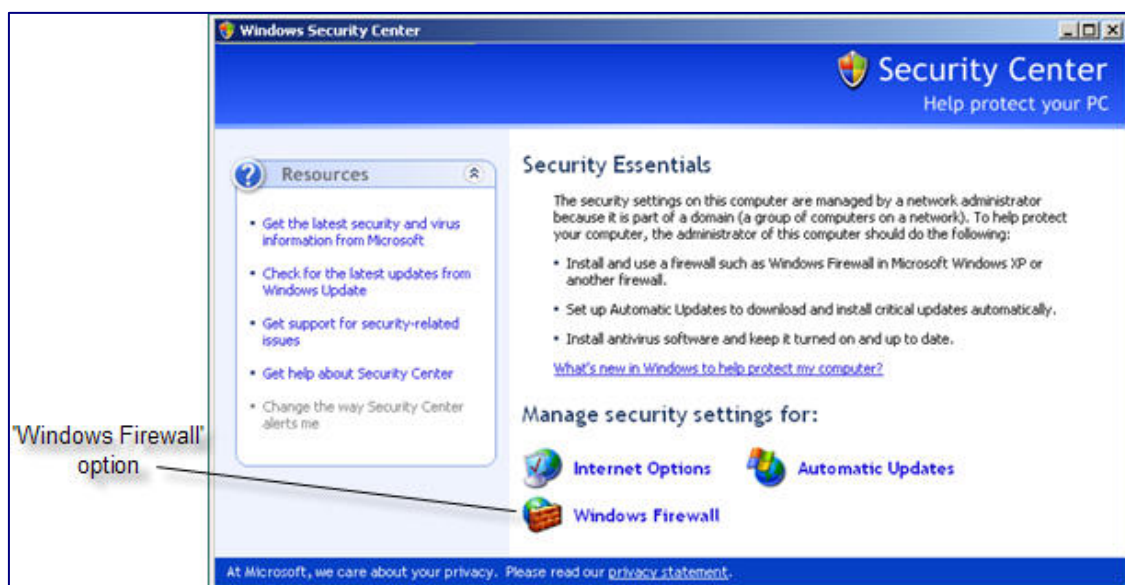 Windows Security Center
Security Center
Help protect your PC
Resources
Get the latest security and virus
information from Microsoft
Check for the latest updates from
Windows Update
Get support for security-related
issues
Get help about Security Center
Change the way Security Center
alerts me
Security Essentials
The security settings on this computer are managed by a network administrator
because it is part of a domain (a group of computers on a network). To help protect
your computer, the administrator of this computer should do the following:
• Install and use a firewall such as Windows Firewall in Microsoft Windows XP or
another firewall.
• Set up Automatic Updates to download and install critical updates automatically.
• Install antivirus software and keep it turned on and up to date.
What's new in Windows to help protect my computer?
Manage security settings for:
Internet Options
Automatic Updates
Windows Firewall
'Windows Firewall'
option
At Microsoft, we care about your privacy. Please read our privacy statement.